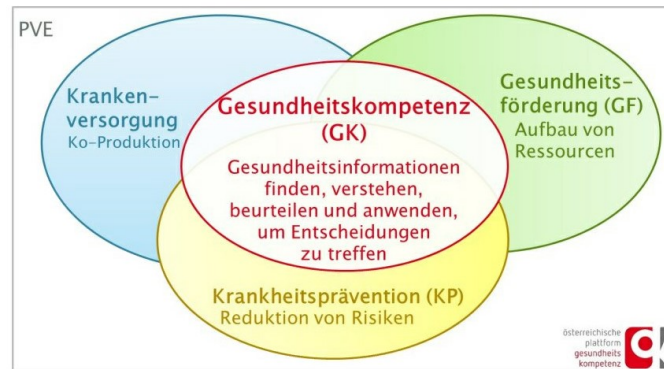 PVE
Kranken-
versorgung
Ko-Produktion
Gesundheitskompetenz
(GK)
Gesundheitsinformationen
finden, verstehen,
beurteilen und anwenden,
um Entscheidungen
zu treffen
Gesundheits-
förderung (GF)
Aufbau von
Ressourcen
Krankheitsprävention (KP)
Reduktion von Risiken
österreichische
plattform
gesundheits
kompetenz